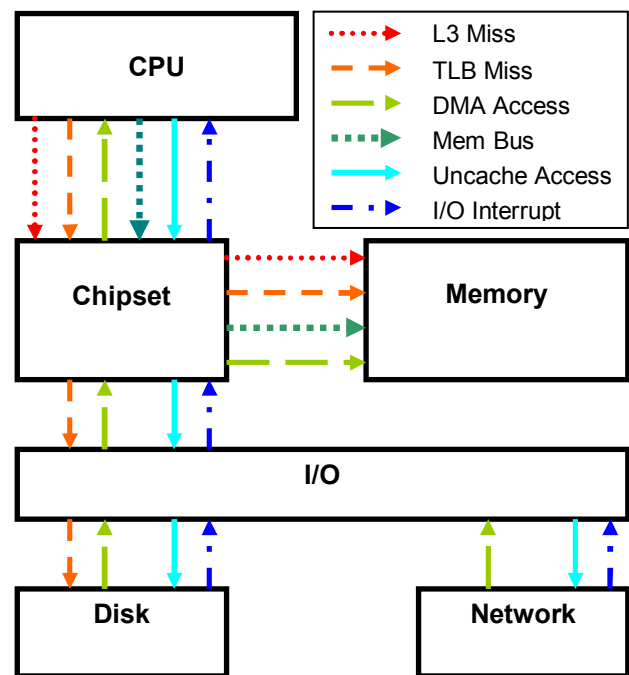 CPU
L3 Miss
TLB Miss
DMA Access
Mem Bus
Uncache Access
I/O Interrupt
Chipset
Memory
I/O
Disk
Network